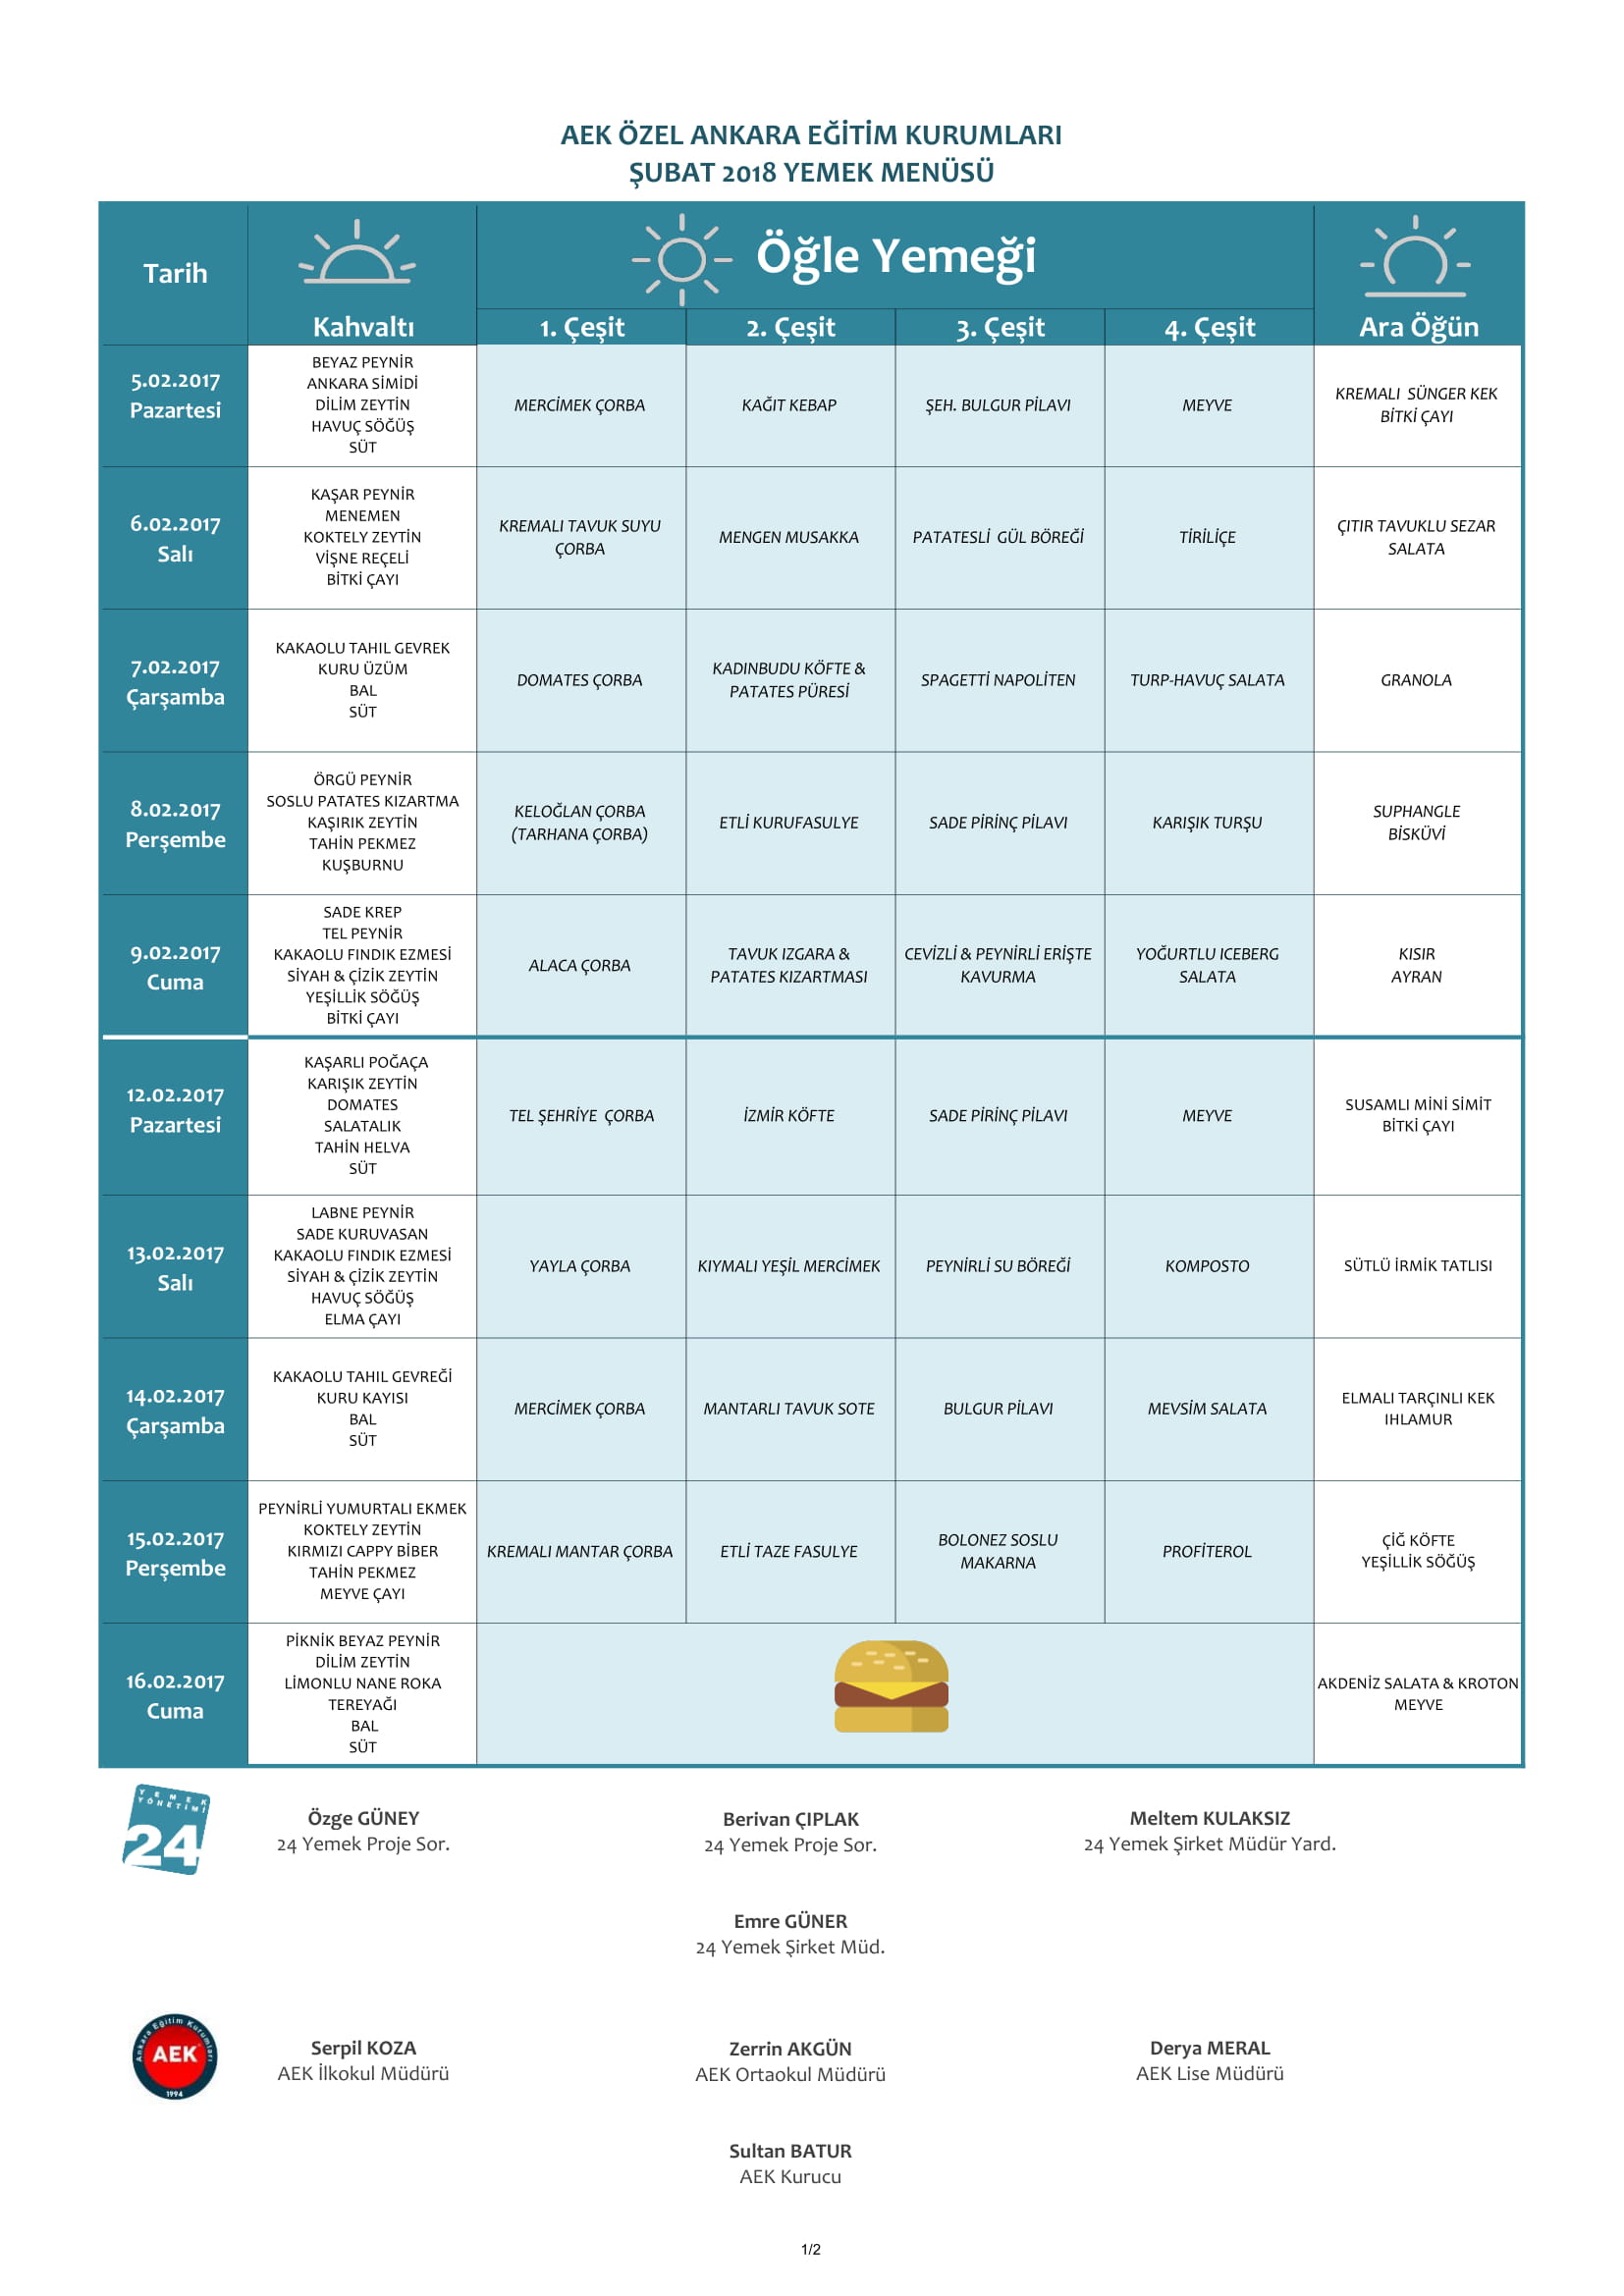 AEK ÖZEL ANKARA EĞİTİM KURUMLARI
ŞUBAT 2018 YEMEK MENÜSÜ
Tarih
Kahvaltı
Öğle Yemeği
1. Çeşit
2. Çeşit
3. Çeşit
4. Çeşit
Ara Öğün
5.02.2017
Pazartesi
BEYAZ PEYNİR
ANKARA SİMİDİ
DİLİM ZEYTİN
HAVUÇ SÖĞÜŞ
SÜT
MERCİMEK ÇORBA
KAĞIT KEBAP
ŞEH. BULGUR PİLAVI
MEYVE
KREMALI SÜNGER KEK
BİTKİ ÇAYI
6.02.2017
Salı
KAŞAR PEYNİR
MENEMEN
KOKTELY ZEYTİN
VİŞNE REÇELİ
BİTKİ ÇAYI
KREMALI TAVUK SUYU
ÇORBA
MENGEN MUSAKKA
PATATESLİ GÜL BÖREĞİ
TİRİLİÇE
ÇITIR TAVUKLU SEZAR
SALATA
7.02.2017
Çarşamba
KAKAOLU TAHIL GEVREK
KURU ÜZÜM
BAL
SÜT
DOMATES ÇORBA
KADINBUDU KÖFTE &
PATATES PÜRESİ
SPAGETTİ NAPOLİTEN
TURP-HAVUÇ SALATA
GRANOLA
8.02.2017
Perşembe
ÖRGÜ PEYNİR
SOSLU PATATES KIZARTMA
KAŞIRIK ZEYTİN
TAHİN PEKMEZ
KUŞBURNU
KELOĞLAN ÇORBA
(TARHANA ÇORBA)
ETLİ KURUFASULYE
SADE PİRİNÇ PİLAVI
KARIŞIK TURŞU
SUPHANGLE
BİSKÜVİ
9.02.2017
Cuma
SADE KREP
TEL PEYNİR
KAKAOLU FINDIK EZMESİ
SİYAH & ÇİZİK ZEYTİN
YEŞİLLİK SÖĞÜŞ
BİTKİ ÇAYI
ALACA ÇORBA
TAVUK IZGARA &
PATATES KIZARTMASI
CEVİZLİ & PEYNİRLİ ERİŞTE
KAVURMA
YOĞURTLU ICEBERG
SALATA
KISIR
AYRAN
12.02.2017
Pazartesi
KAŞARLI POĞAÇA
KARIŞIK ZEYTİN
DOMATES
SALATALIK
TAHİN HELVA
SÜT
TEL ŞEHRİYE ÇORBA
İZMİR KÖFTE
SADE PİRİNÇ PİLAVI
MEYVE
SUSAMLI MİNİ SİMİT
BİTKİ ÇAYI
13.02.2017
Salı
LABNE PEYNİR
SADE KURUVASAN
KAKAOLU FINDIK EZMESİ
SİYAH & ÇİZİK ZEYTİN
HAVUÇ SÖĞÜŞ
ELMA ÇAYI
YAYLA ÇORBA
KIYMALI YEŞİL MERCİMEK
PEYNİRLİ SU BÖREĞİ
KOMPOSTO
SÜTLÜ İRMİK TATLISI
14.02.2017
Çarşamba
KAKAOLU TAHIL GEVREĞİ
KURU KAYISI
BAL
SÜT
MERCİMEK ÇORBA
MANTARLI TAVUK SOTE
BULGUR PİLAVI
MEVSİM SALATA
ELMALI TARÇINLI KEK
IHLAMUR
15.02.2017
Perşembe
PEYNİRLİ YUMURTALI EKMEK
KOKTELY ZEYTİN
KIRMIZI CAPPY BİBER
TAHİN PEKMEZ
MEYVE ÇAYI
KREMALI MANTAR ÇORBA
ETLİ TAZE FASULYE
BOLONEZ SOSLU
MAKARNA
PROFİTEROL
ÇİĞ KÖFTE
YEŞİLLİK SÖĞÜŞ
16.02.2017
Cuma
PİKNİK BEYAZ PEYNİR
DİLİM ZEYTİN
LİMONLU NANE ROKA
TEREYAĞI
BAL
SÜT
AKDENİZ SALATA & KROTON
MEYVE
YEMEK
YÖNETİMİ
24
Özge GÜNEY
24 Yemek Proje Sor.
Berivan ÇIPLAK
24 Yemek Proje Sor.
Meltem KULAKSIZ
24 Yemek Şirket Müdür Yard.
Emre GÜNER
24 Yemek Şirket Müd.
Ankara Eğitim Kurumları
AEK
1994
Serpil KOZA
AEK İlkokul Müdürü
Zerrin AKGÜN
AEK Ortaokul Müdürü
Derya MERAL
AEK Lise Müdürü
Sultan BATUR
AEK Kurucu
1/2